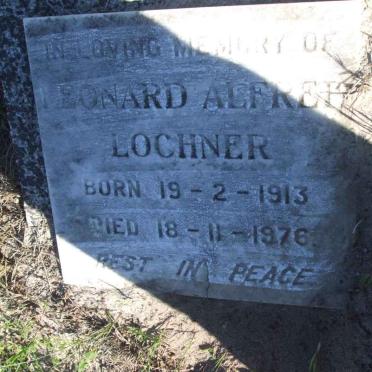 IN LOVING MEMORY OF
LEONARD ALFRED
LOCHNER
BORN 19-2-1913
DIED 18-11-1976.
REST IN PEACE